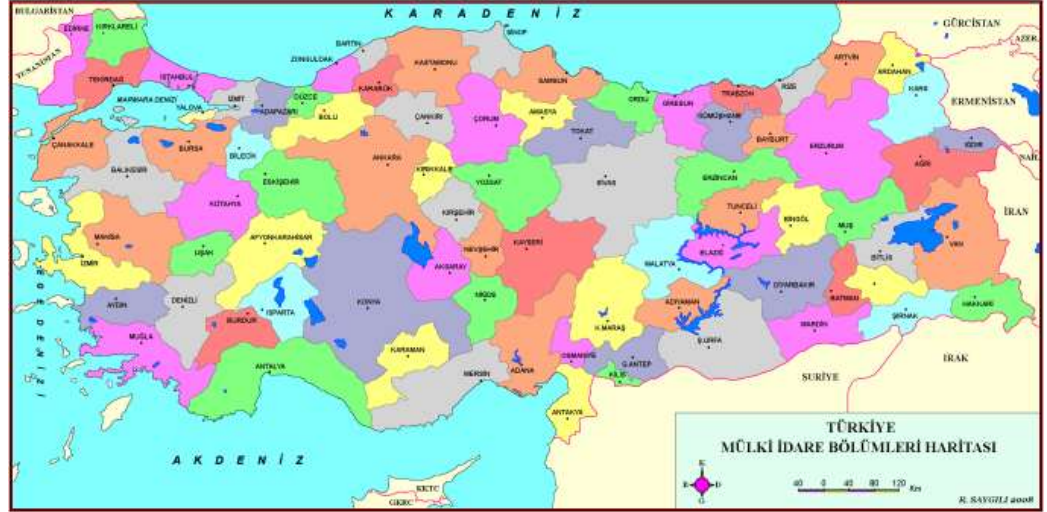 BULGARİSTAN
YUNANİSTAN
KARADENİZ
GÜRCİSTAN
AZER.
ERMENİSTAN
NAH.
İRAN
IRAK
SURİYE
AKDENİZ
KKTC
GKRC
MARMARA DENİZİ
EDİRNE
KIRKLARELİ
TEKİRDAĞ
İSTANBUL
YALOVA
İZMİT
ADAPAZARI
DÜZCE
BOLU
ZONGULDAK
BARTIN
KARABÜK
KASTAMONU
SİNOP
SAMSUN
ORDU
GİRESUN
TRABZON
RİZE
ARTVİN
ARDAHAN
KARS
IĞDIR
AĞRI
ERZURUM
BAYBURT
GÜMÜŞHANE
TOKAT
AMASYA
ÇORUM
ÇANKIRI
ANKARA
KIRIKKALE
YOZGAT
SİVAS
ERZİNCAN
TUNCELİ
BİNGÖL
MUŞ
BİTLİS
VAN
HAKKARİ
ŞIRNAK
BATMAN
MARDİN
DİYARBAKIR
ELAZIĞ
MALATYA
ADIYAMAN
Ş.URFA
G.ANTEP
KİLİS
OSMANİYE
ANTAKYA
K.MARAŞ
ADANA
MERSİN
KARAMAN
NİĞDE
KAYSERİ
NEVŞEHİR
KIRŞEHİR
AKSARAY
KONYA
ANTALYA
ISPARTA
BURDUR
DENİZLİ
MUĞLA
AYDIN
İZMİR
MANİSA
UŞAK
AFYONKARAHİSAR
KÜTAHYA
ESKİŞEHİR
BİLECİK
BURSA
BALIKESİR
ÇANAKKALE
TÜRKİYE
MÜLKİ İDARE BÖLÜMLERİ HARİTASI
K
B D
G
40 0 40 80 120 Km
R. SAYGILI 2008